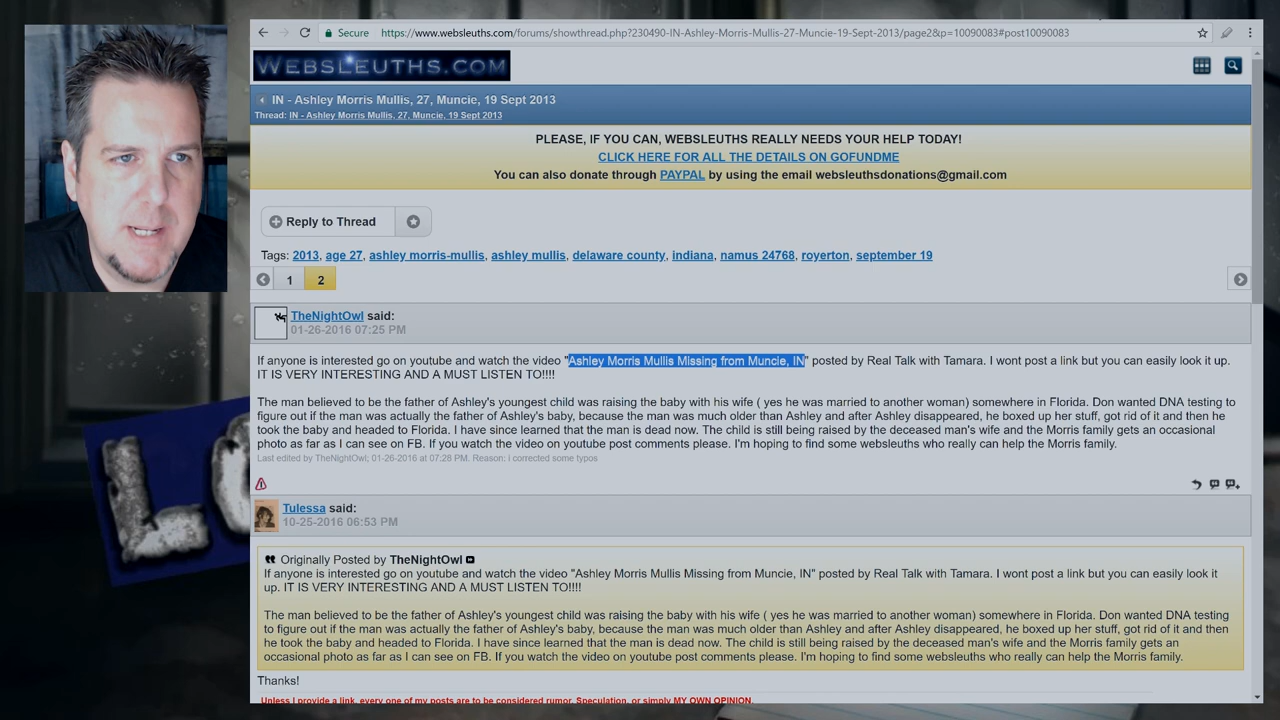 Secure https://www.websleuths.com/forums/showthread.php?230490-IN-Ashley-Morris-Mullis-27-Muncie-19-Sept-2013/page2&p=10090083#post10090083
WEBSLEUTHS.COM
IN - Ashley Morris Mullis, 27, Muncie, 19 Sept 2013
Thread: IN - Ashley Morris Mullis, 27, Muncie, 19 Sept 2013
PLEASE, IF YOU CAN, WEBSLEUTHS REALLY NEEDS YOUR HELP TODAY!
CLICK HERE FOR ALL THE DETAILS ON GOFUNDME
You can also donate through PAYPAL by using the email websleuthsdonations@gmail.com
Reply to Thread
Tags: 2013, age 27, ashley morris-mullis, ashley mullis, delaware county, indiana, namus 24768, royerton, september 19
1 2
TheNightOwl said:
01-26-2016 07:25 PM
If anyone is interested go on youtube and watch the video "Ashley Morris Mullis Missing from Muncie, IN" posted by Real Talk with Tamara. I wont post a link but you can easily look it up.
IT IS VERY INTERESTING AND A MUST LISTEN TO!!!!
The man believed to be the father of Ashley's youngest child was raising the baby with his wife ( yes he was married to another woman) somewhere in Florida. Don wanted DNA testing to
figure out if the man was actually the father of Ashley's baby, because the man was much older than Ashley and after Ashley disappeared, he boxed up her stuff, got rid of it and then he
took the baby and headed to Florida. I have since learned that the man is dead now. The child is still being raised by the deceased man's wife and the Morris family gets an occasional
photo as far as I can see on FB. If you watch the video on youtube post comments please. I'm hoping to find some websleuths who really can help the Morris family.
Last edited by TheNightOwl; 01-26-2016 at 07:28 PM. Reason: i corrected some typos
Tulessa said:
10-25-2016 06:53 PM
Originally Posted by TheNightOwl
If anyone is interested go on youtube and watch the video "Ashley Morris Mullis Missing from Muncie, IN" posted by Real Talk with Tamara. I wont post a link but you can easily look it
up. IT IS VERY INTERESTING AND A MUST LISTEN TO!!!!
The man believed to be the father of Ashley's youngest child was raising the baby with his wife ( yes he was married to another woman) somewhere in Florida. Don wanted DNA testing
to figure out if the man was actually the father of Ashley's baby, because the man was much older than Ashley and after Ashley disappeared, he boxed up her stuff, got rid of it and then
he took the baby and headed to Florida. I have since learned that the man is dead now. The child is still being raised by the deceased man's wife and the Morris family gets an
occasional photo as far as I can see on FB. If you watch the video on youtube post comments please. I'm hoping to find some websleuths who really can help the Morris family.
Thanks!
Unless I provide a link, every one of my posts are to be considered rumor, Speculation, or simply MY OWN OPINION.